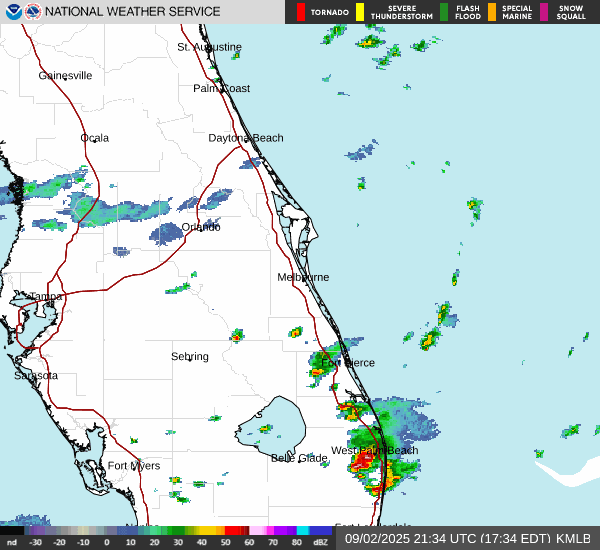 NATIONAL WEATHER SERVICE
TORNADO
SEVERE THUNDERSTORM
FLASH FLOOD
SPECIAL MARINE
SNOW SQUALL
St. Augustine
Gainesville
Palm Coast
Ocala
Daytona Beach
Orlando
Melbourne
Tampa
Sebring
Fort Pierce
Sarasota
West Palm Beach
Belle Glade
Fort Myers
nd -30 -20 -10 0 10 20 30 40 50 60 70 80 dBZ
09/02/2025 21:34 UTC (17:34 EDT) KMLB